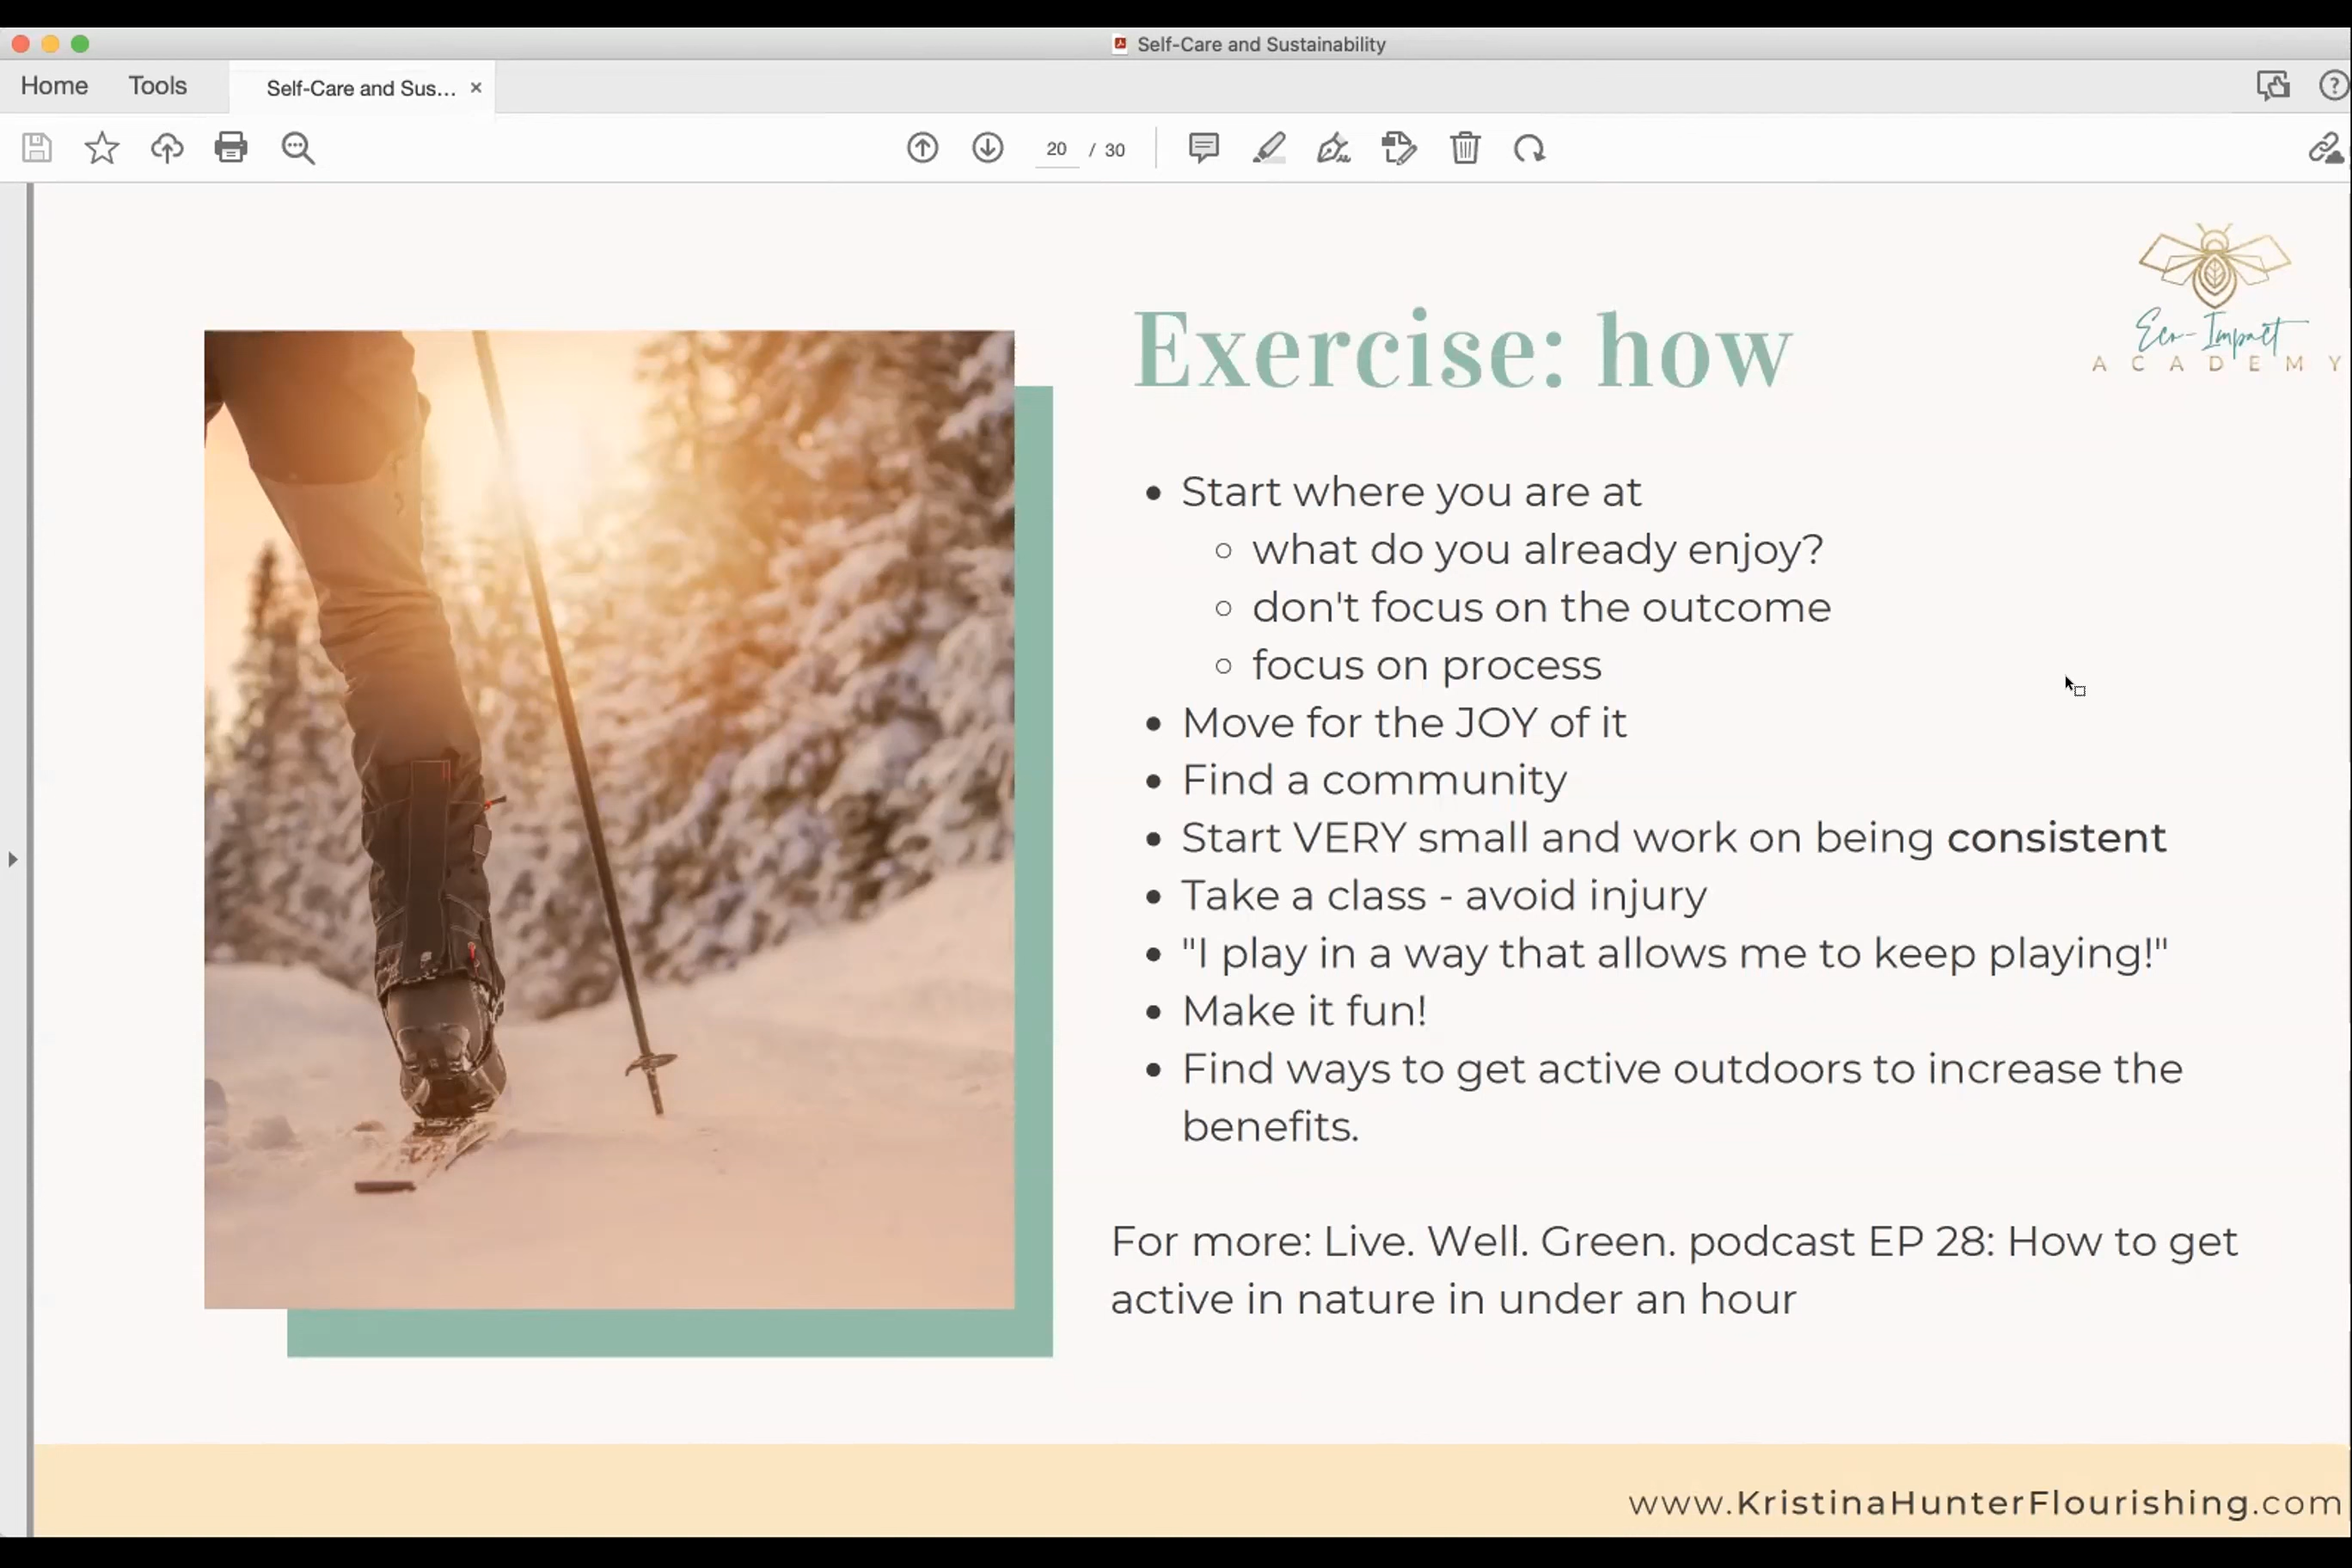 Self-Care and Sustainability
Home Tools Self-Care and Sus... ×
20 / 30
Eco-Impact
ACADEMY
Exercise: how
• Start where you are at
○ what do you already enjoy?
○ don't focus on the outcome
○ focus on process
• Move for the JOY of it
• Find a community
• Start VERY small and work on being consistent
• Take a class - avoid injury
• "I play in a way that allows me to keep playing!"
• Make it fun!
• Find ways to get active outdoors to increase the
benefits.
For more: Live. Well. Green. podcast EP 28: How to get
active in nature in under an hour
www.KristinaHunterFlourishing.com